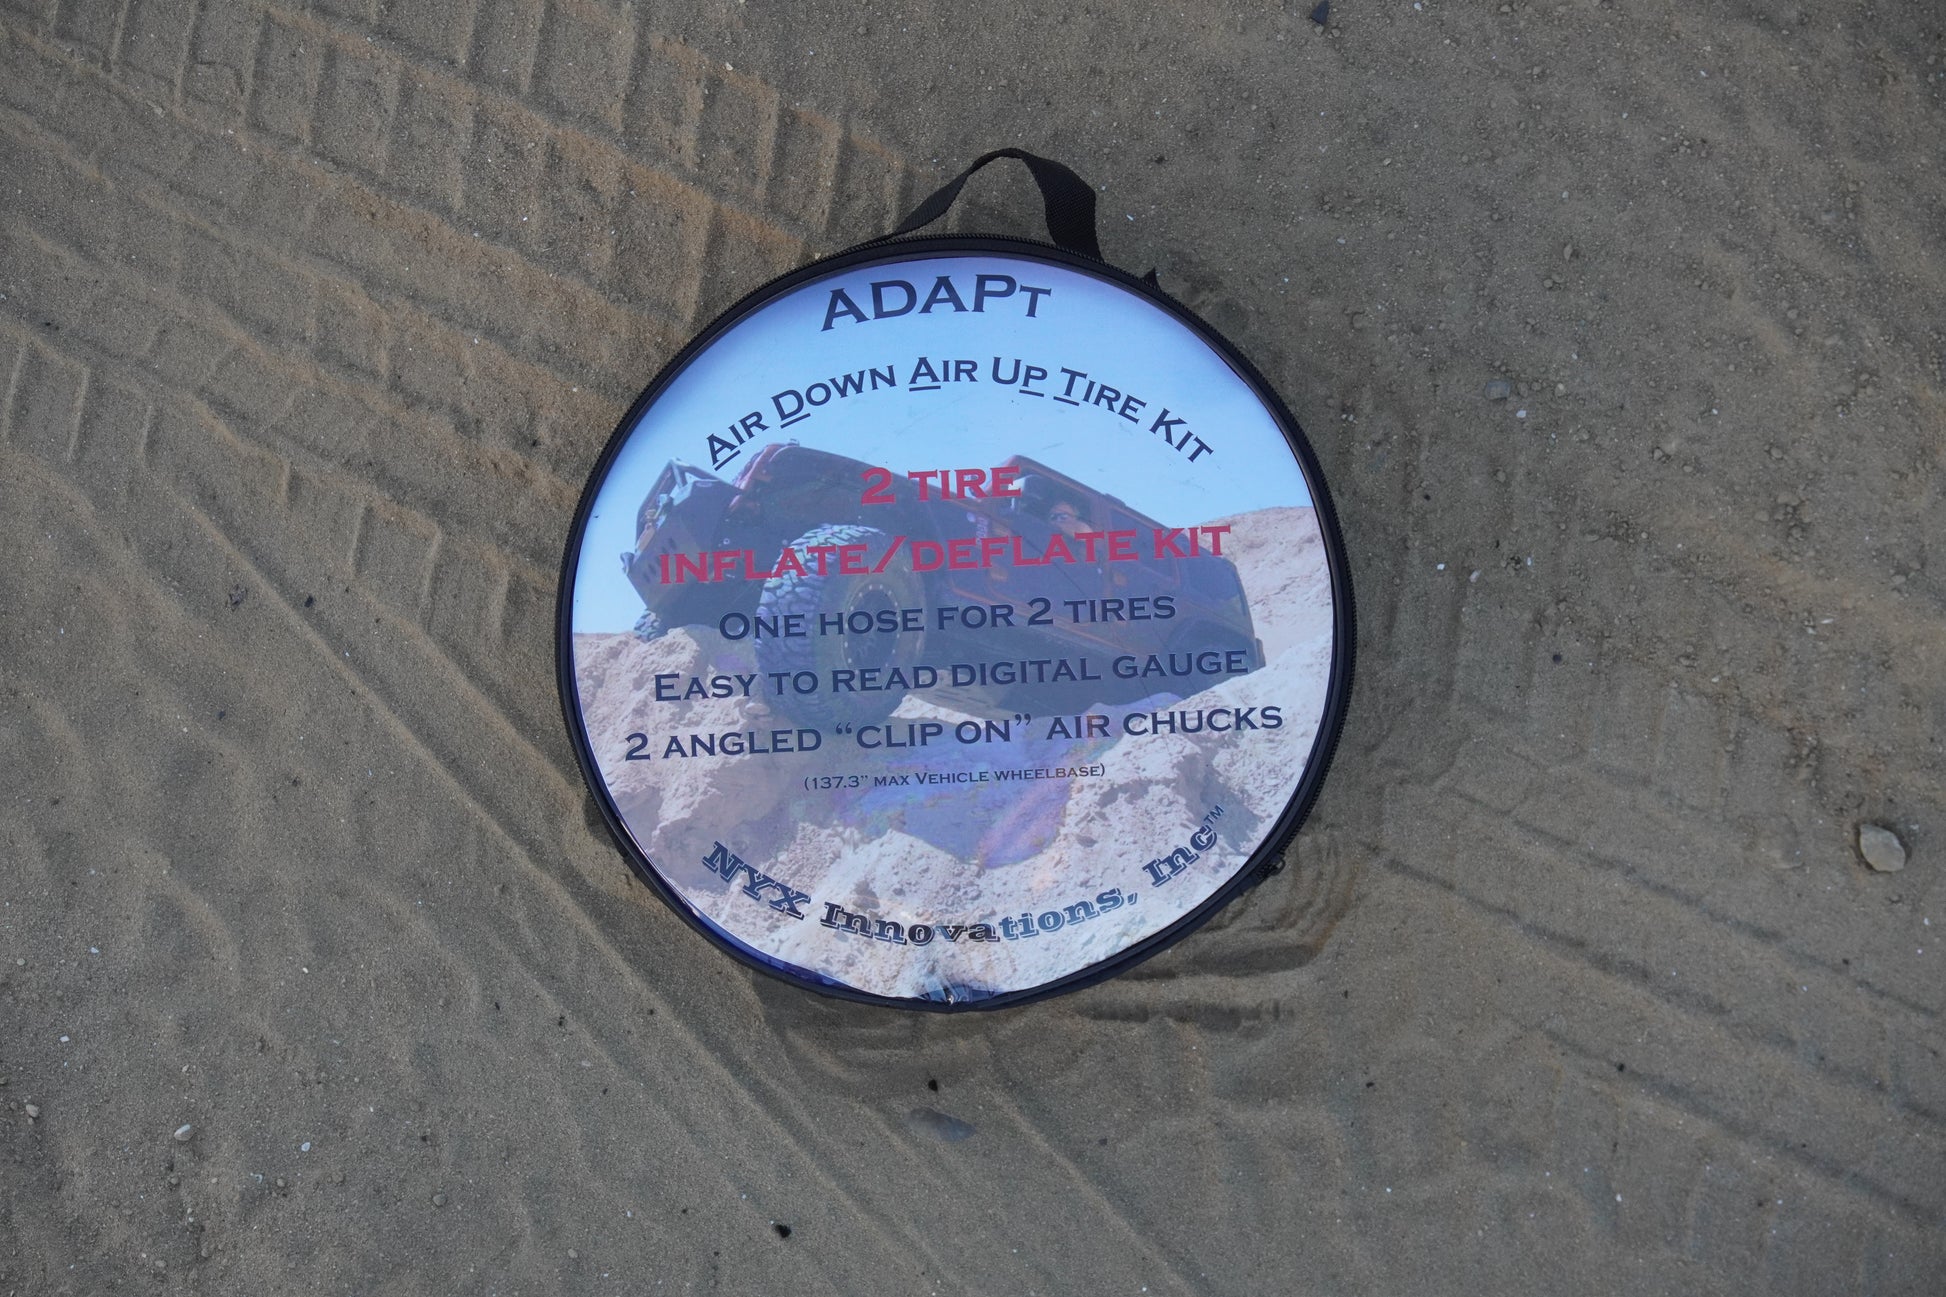 ADAPT
AIR DOWN AIR UP TIRE KIT
2 TIRE
INFLATE/DEFLATE KIT
ONE HOSE FOR 2 TIRES
EASY TO READ DIGITAL GAUGE
2 ANGLED “CLIP ON” AIR CHUCKS
(137.3” MAX VEHICLE WHEELBASE)
NYX Innovations, Inc™